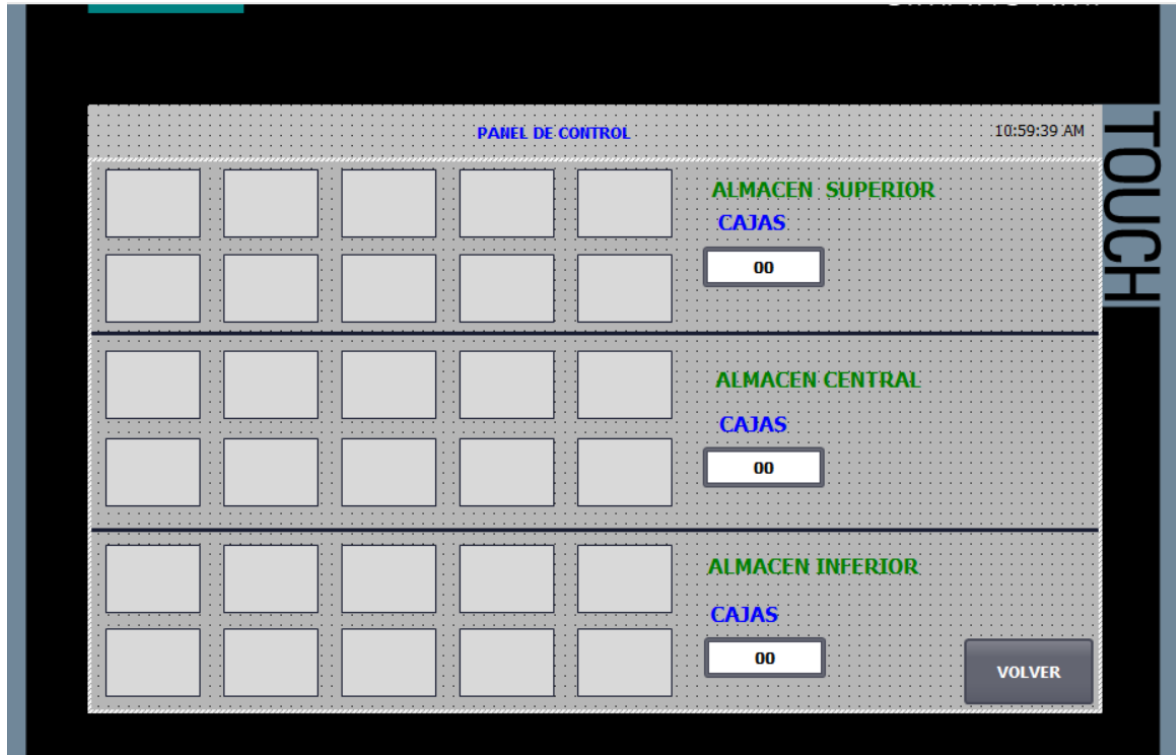 PANEL DE CONTROL
10:59:39 AM
TOUCH
ALMACEN SUPERIOR
CAJAS
00
ALMACEN CENTRAL
CAJAS
00
ALMACEN INFERIOR
CAJAS
00
VOLVER